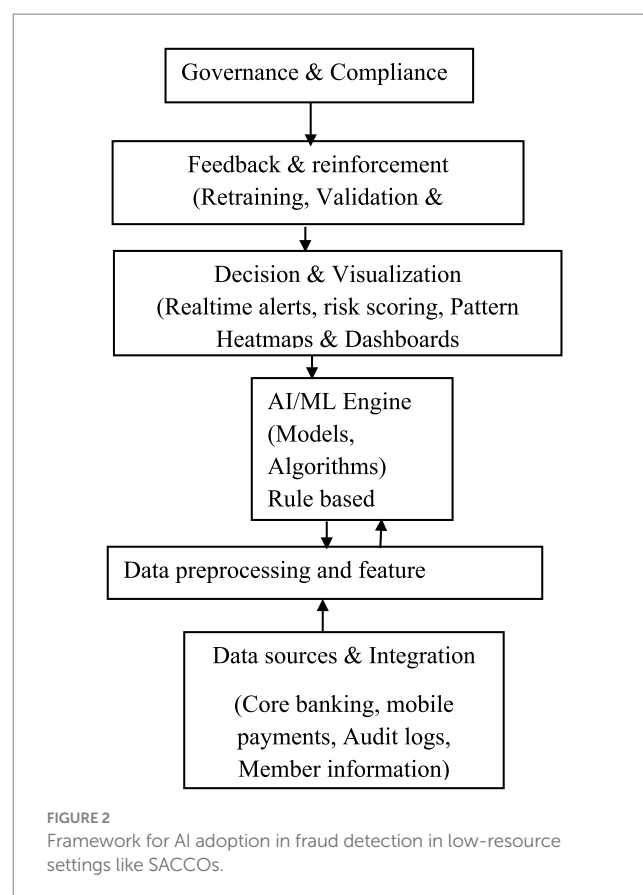 Governance & Compliance
Feedback & reinforcement
(Retraining, Validation &
Decision & Visualization
(Realtime alerts, risk scoring, Pattern
Heatmaps & Dashboards
AI/ML Engine
(Models,
Algorithms)
Rule based
Data preprocessing and feature
Data sources & Integration
(Core banking, mobile
payments, Audit logs,
Member information)
FIGURE 2
Framework for AI adoption in fraud detection in low-resource
settings like SACCOs.